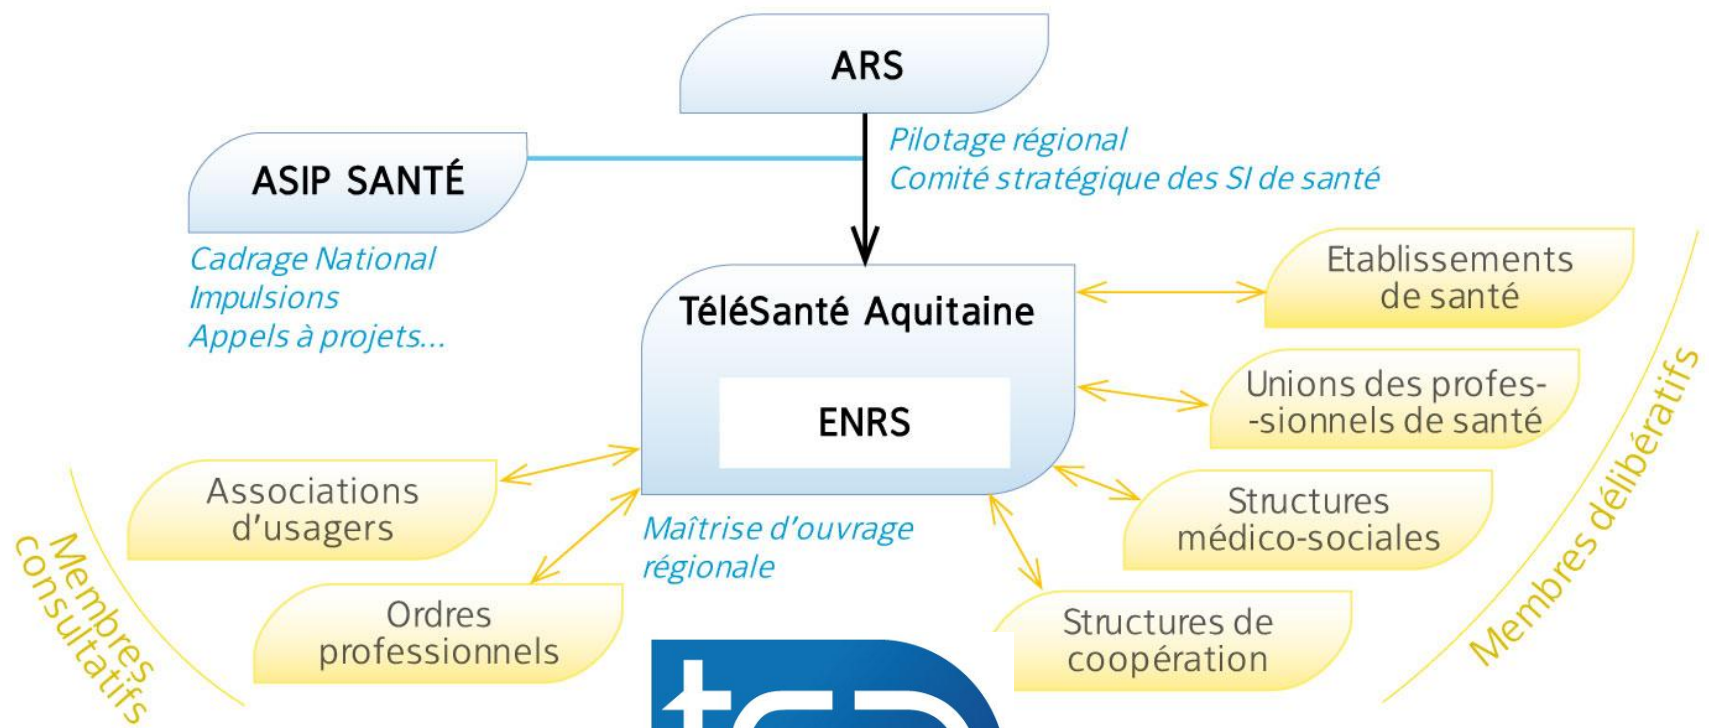 ARS
Pilotage régional
Comité stratégique des SI de santé
ASIP SANTÉ
Cadrage National
Impulsions
Appels à projets...
TéléSanté Aquitaine
ENRS
Maîtrise d'ouvrage
régionale
Etablissements
de santé
Unions des profes-
-sionnels de santé
Structures
médico-sociales
Structures de
coopération
Membres délibératifs
Associations
d'usagers
Ordres
professionnels
Membres
consultatifs